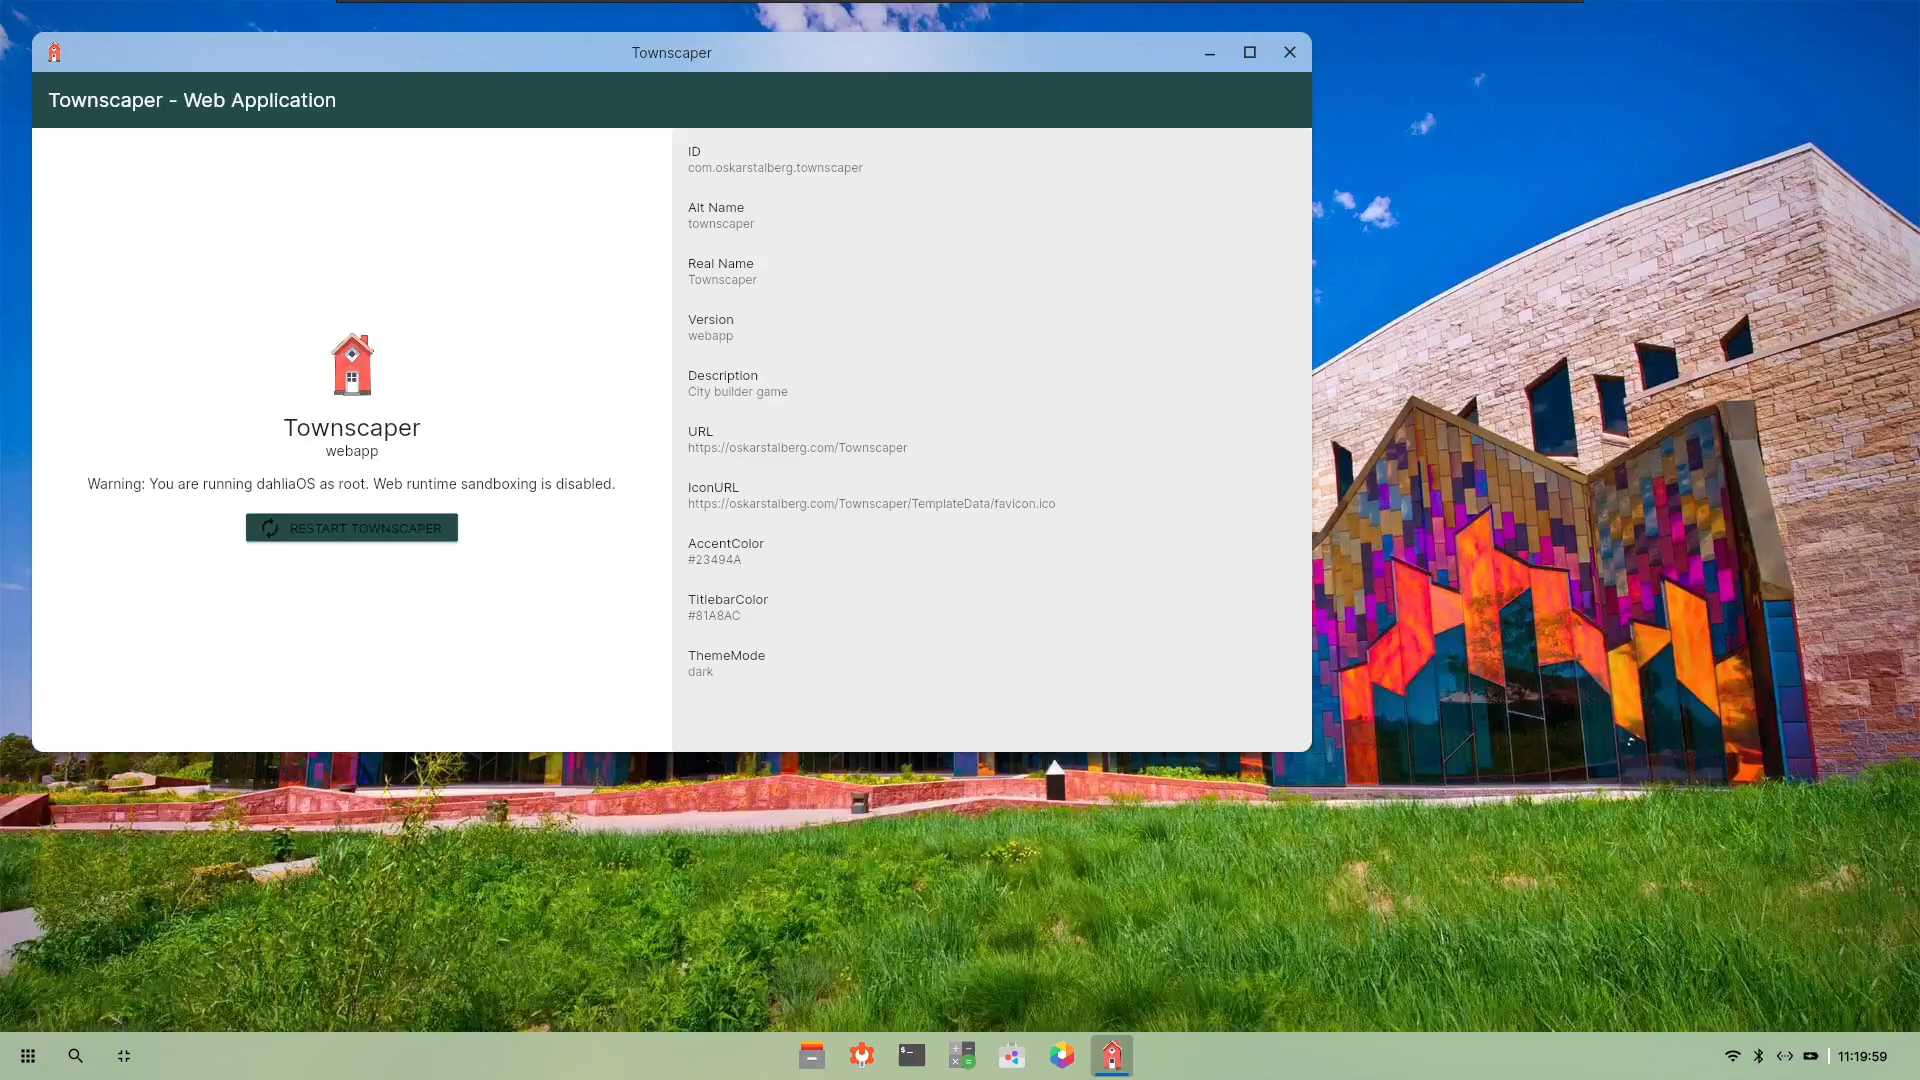 Townscaper
Townscaper - Web Application
Townscaper
webapp
Warning: You are running dahliaOS as root. Web runtime sandboxing is disabled.
RESTART TOWNSCAPER
ID
com.oskarstalberg.townscaper
Alt Name
townscaper
Real Name
Townscaper
Version
webapp
Description
City builder game
URL
https://oskarstalberg.com/Townscaper
IconURL
https://oskarstalberg.com/Townscaper/TemplateData/favicon.ico
AccentColor
#23494A
TitlebarColor
#81A8AC
ThemeMode
dark
11:19:59